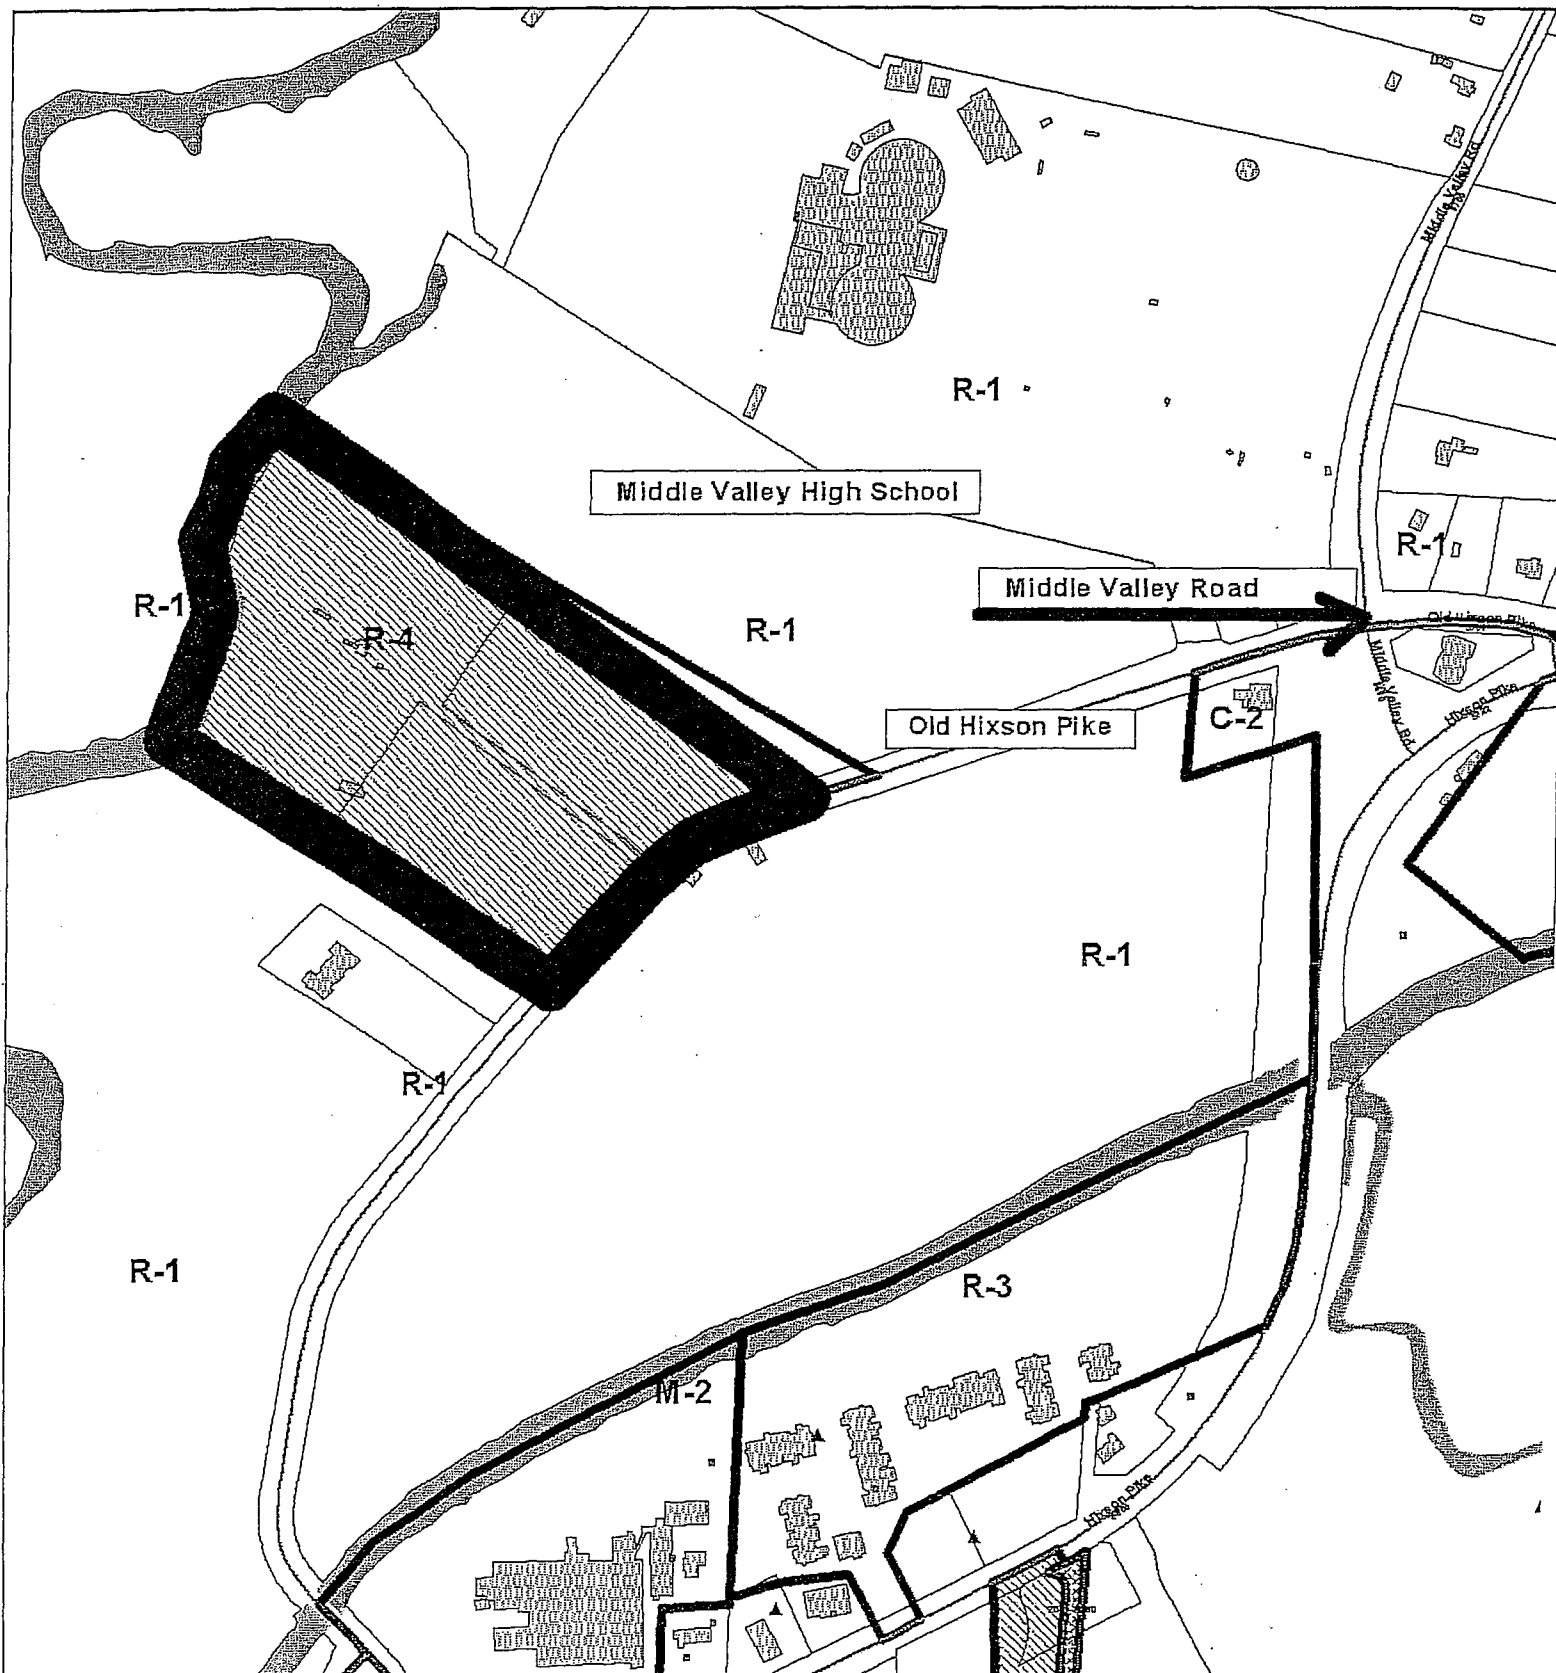 Middle Valley Rd
R-1
Middle Valley High School
R-1
Middle Valley Road
R-1
R-4
R-1
Old Hixson Pike
Middle Valley Rd
Hixson Pike
C-2
Old Hixson Pike
R-1
R-1
R-1
R-1
R-3
M-2
Hixson Pike